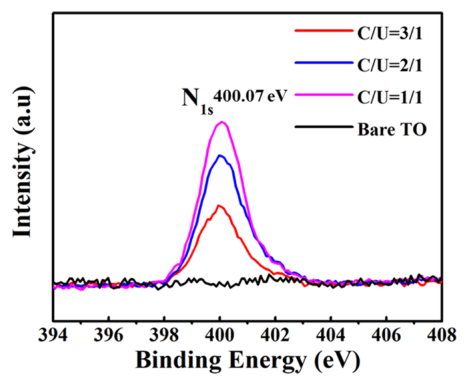 C/U=3/1
C/U=2/1
C/U=1/1
Bare TO
N1s 400.07 eV
Intensity (a.u)
394 396 398 400 402 404 406 408
Binding Energy (eV)